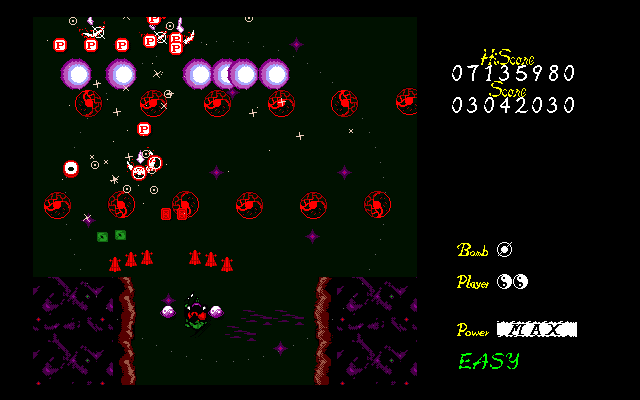 HiScore
07135980
Score
03042030
P
P P P P P
P
P
P
Bomb
Player
Power MAX
EASY